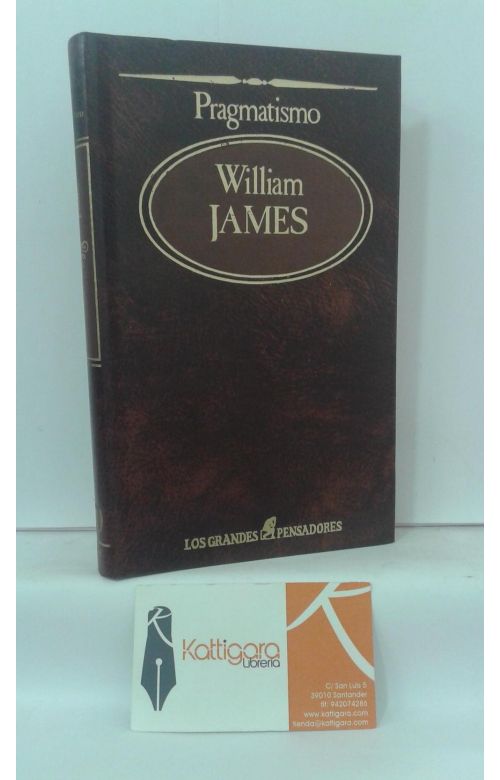 Pragmatismo
William
JAMES
LOS GRANDES PENSADORES
Kattigara
Librería
C/ San Luis 5
39010 Santander
tlf: 942074286
www.kattigara.com
tienda@kattigara.com